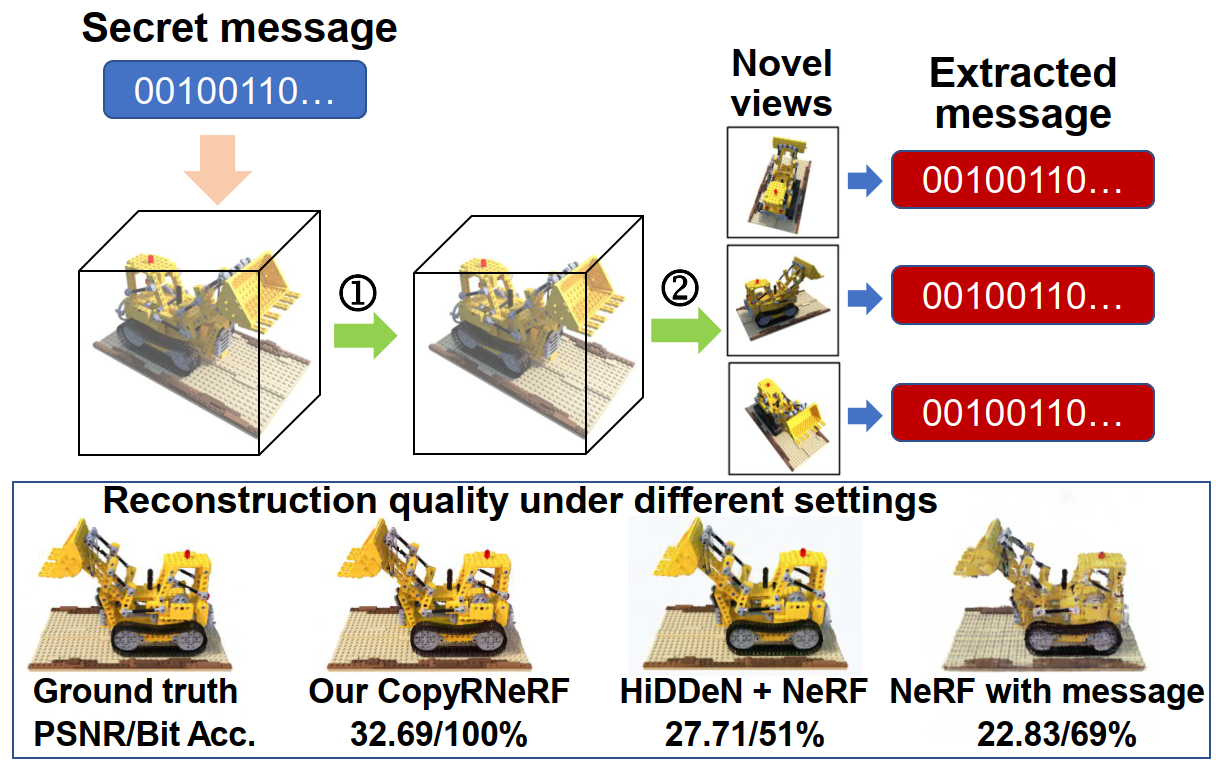 Secret message
00100110…
Novel
views
Extracted
message
00100110…
①
②
00100110…
00100110…
Reconstruction quality under different settings
Ground truth
Our CopyRNeRF
HiDDeN + NeRF
NeRF with message
PSNR/Bit Acc.
32.69/100%
27.71/51%
22.83/69%